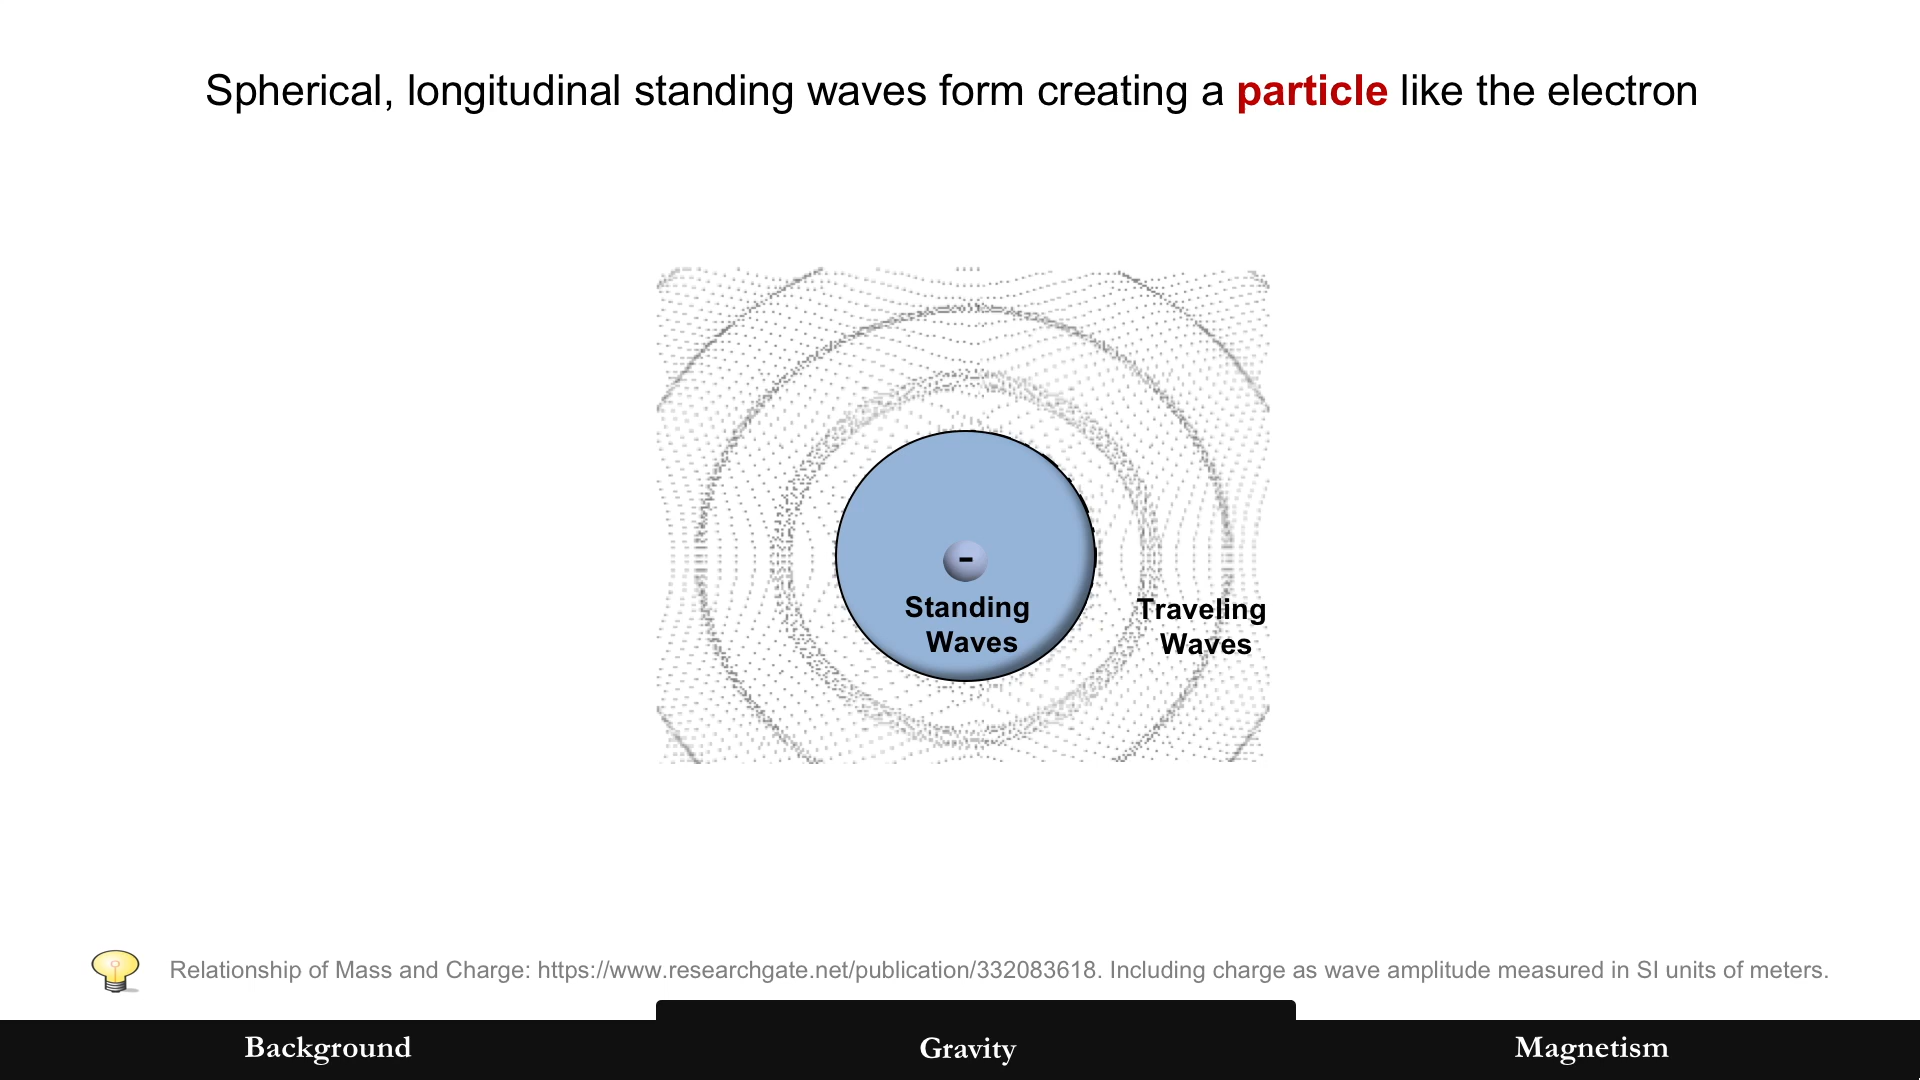 Spherical, longitudinal standing waves form creating a particle like the electron
-
Standing
Waves
Traveling
Waves
Relationship of Mass and Charge: https://www.researchgate.net/publication/332083618. Including charge as wave amplitude measured in SI units of meters.
Background
Gravity
Magnetism